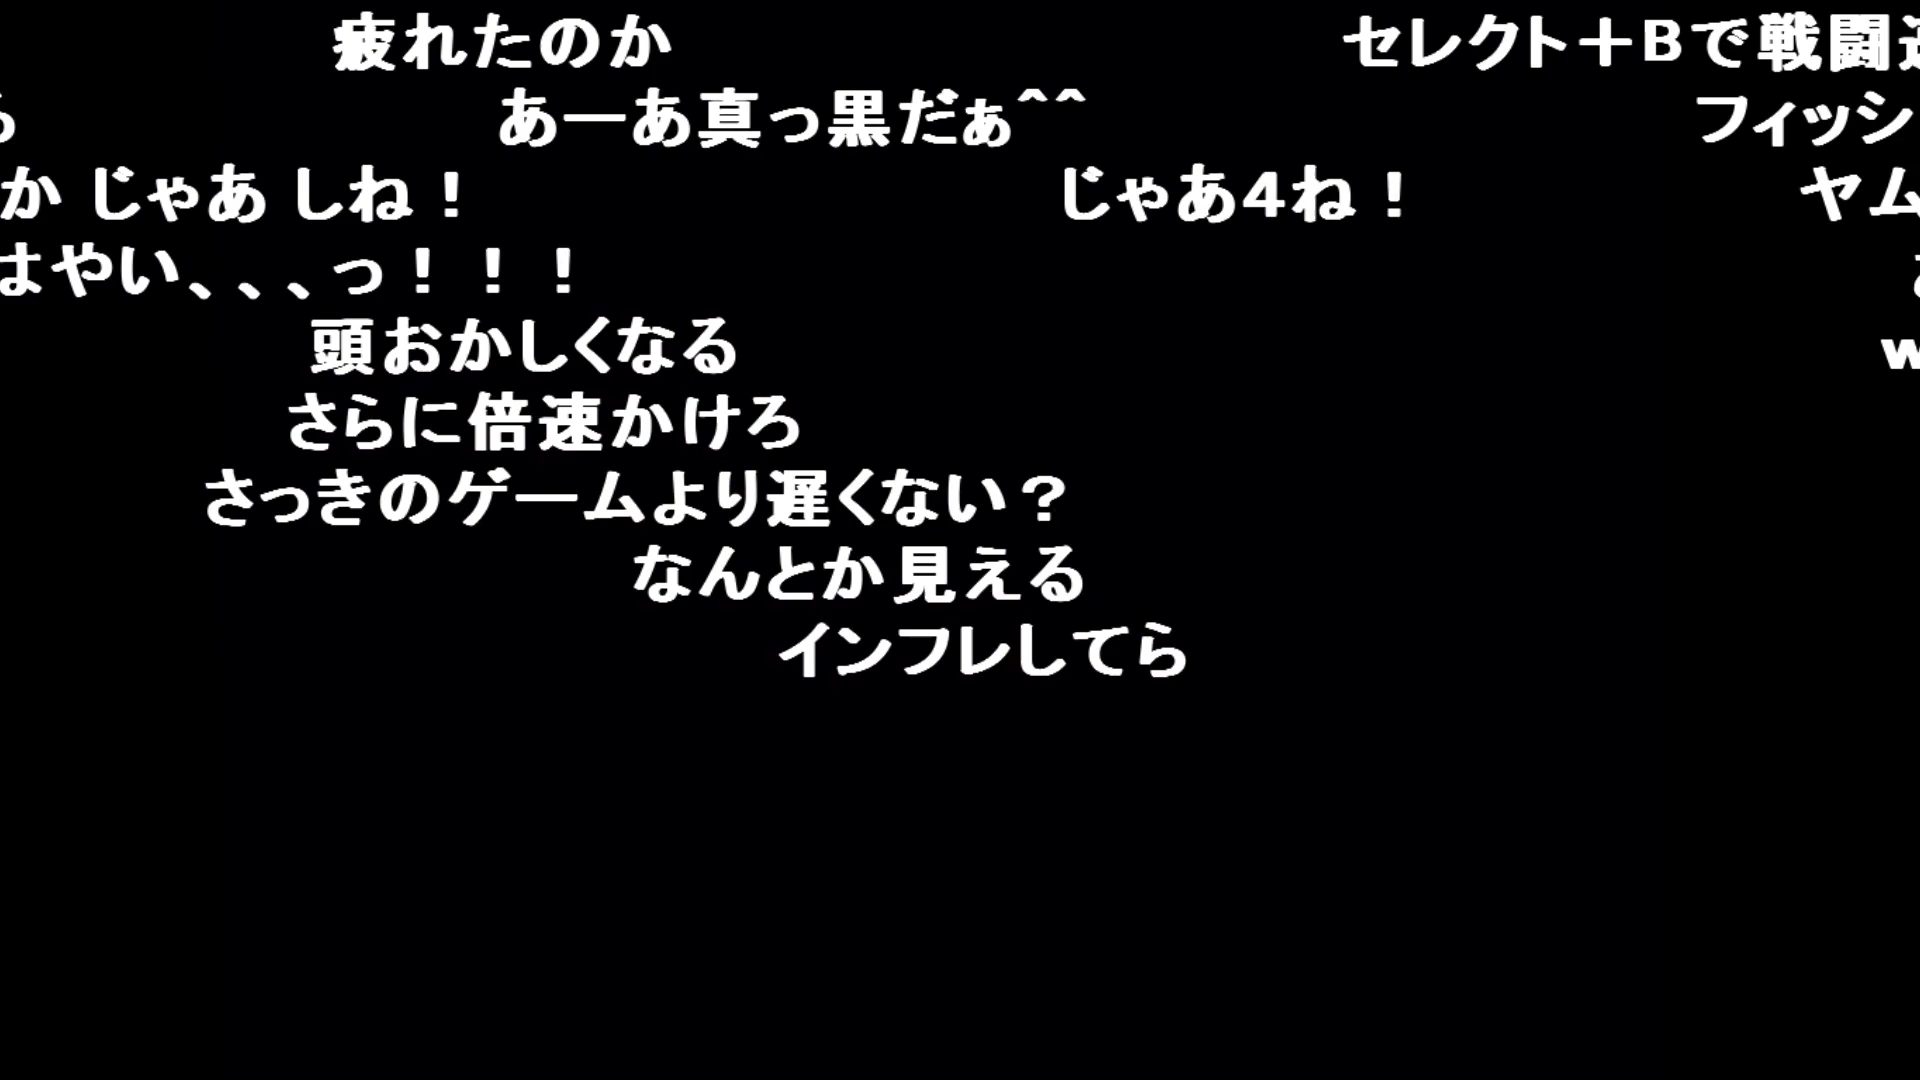 疲れたのか セレクト＋Bで戦闘
あーあ真っ黒だぁ^^ フィッシ
か じゃあ しね！ じゃあ4ね！ ヤム
はやい、、、っ！！！
頭おかしくなる w
さらに倍速かけろ
さっきのゲームより遅くない？
なんとか見える
インフレしてら